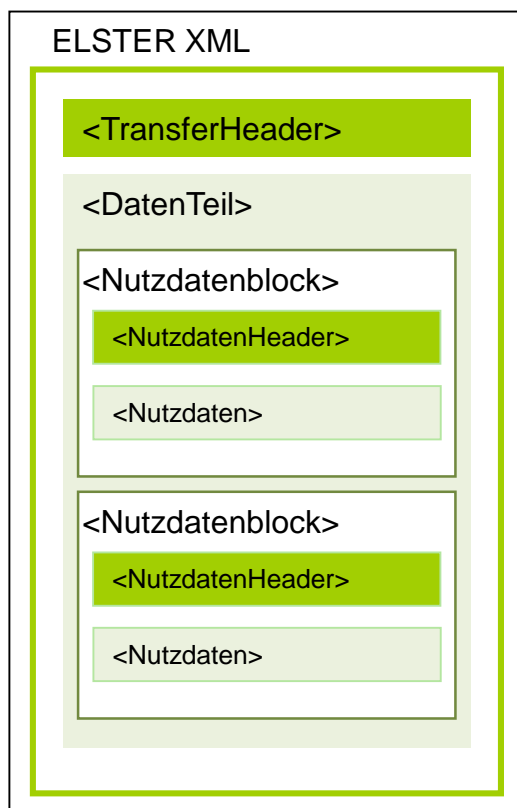 ELSTER XML
<TransferHeader>
<DatenTeil>
<Nutzdatenblock>
<NutzdatenHeader>
<Nutzdaten>
<Nutzdatenblock>
<NutzdatenHeader>
<Nutzdaten>